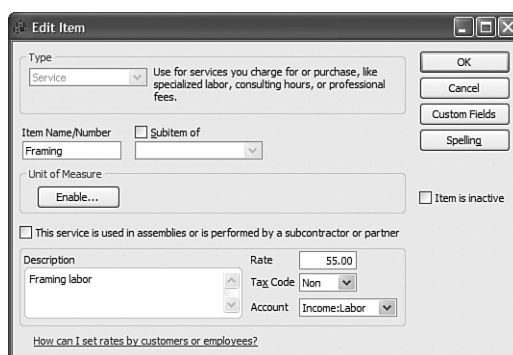 Edit Item
Type
Service
Use for services you charge for or purchase, like
specialized labor, consulting hours, or professional
fees.
OK
Cancel
Custom Fields
Spelling
Item Name/Number
Subitem of
Framing
Unit of Measure
Enable...
Item is inactive
This service is used in assemblies or is performed by a subcontractor or partner
Description
Framing labor
Rate
55.00
Tax Code
Non
Account
Income:Labor
How can I set rates by customers or employees?